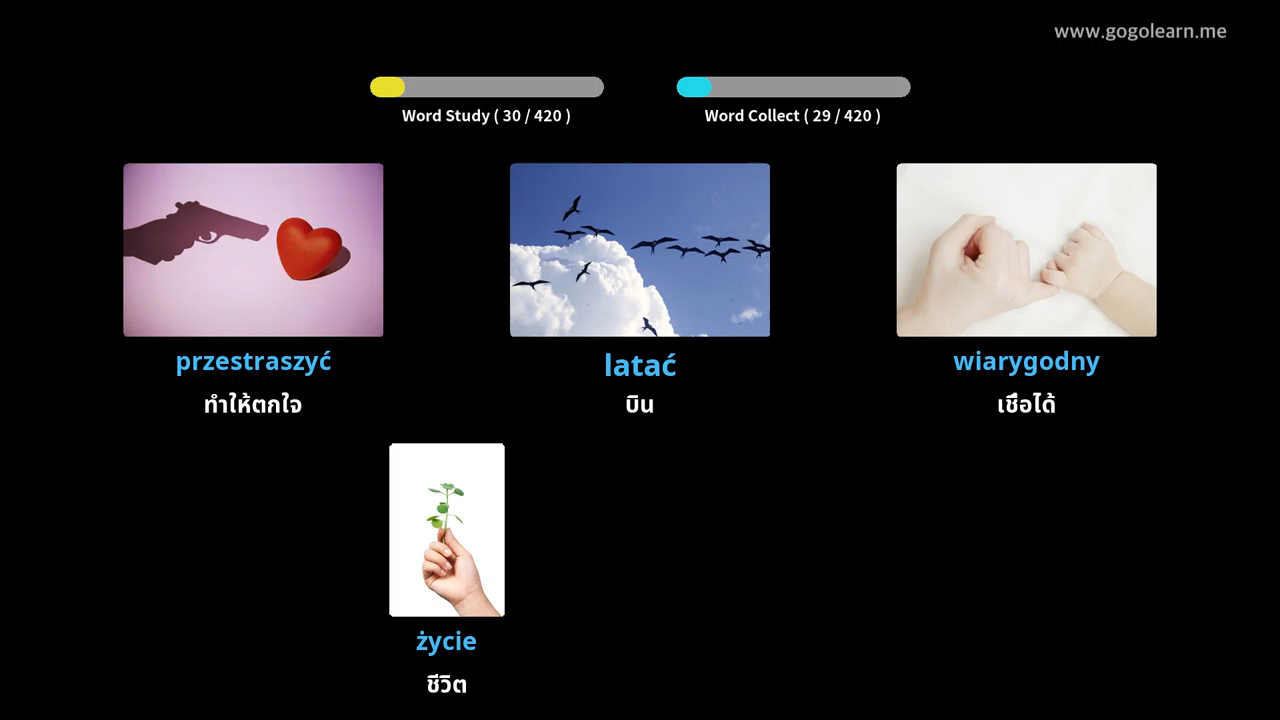 www.gogolearn.me
Word Study ( 30 / 420 )
Word Collect ( 29 / 420 )
przestraszyć
latać
wiarygodny
ทำให้ตกใจ
บิน
เชื่อได้
życie
ชีวิต